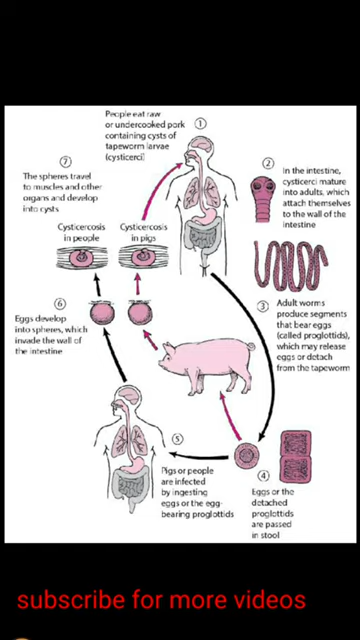 People eat raw
or undercooked pork
containing cysts of
tapeworm larvae
(cysticerci)
①
⑦
The spheres travel
to muscles and other
organs and develop
into cysts
②
In the intestine,
cysticerci mature
into adults, which
attach themselves
to the wall of the
intestine
Cysticercosis
in people
Cysticercosis
in pigs
③
Adult worms
produce segments
that bear eggs
(called proglottids),
which may release
eggs or detach
from the tapeworm
⑥
Eggs develop
into spheres, which
invade the wall of
the intestine
⑤
Pigs or people
are infected
by ingesting
eggs or the egg-
bearing proglottids
④
Eggs or the
detached
proglottids
are passed
in stool
subscribe for more videos